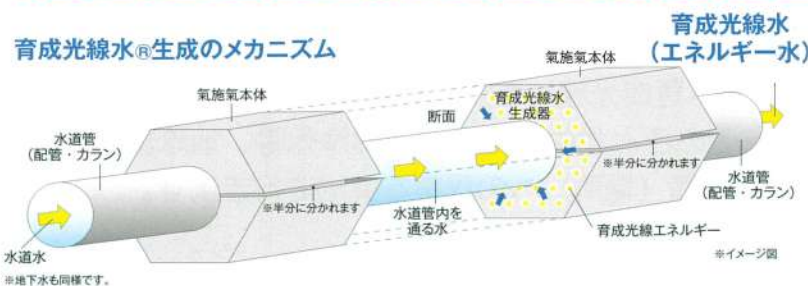 育成光線水®生成のメカニズム
育成光線水
(エネルギー水)
氣施氣本体
氣施氣本体
育成光線水
生成器
断面
水道管
(配管・カラン)
※半分に分かれます
※半分に分かれます
水道管
(配管・カラン)
水道管内を
通る水
育成光線エネルギー
水道水
※イメージ図
※地下水も同様です。